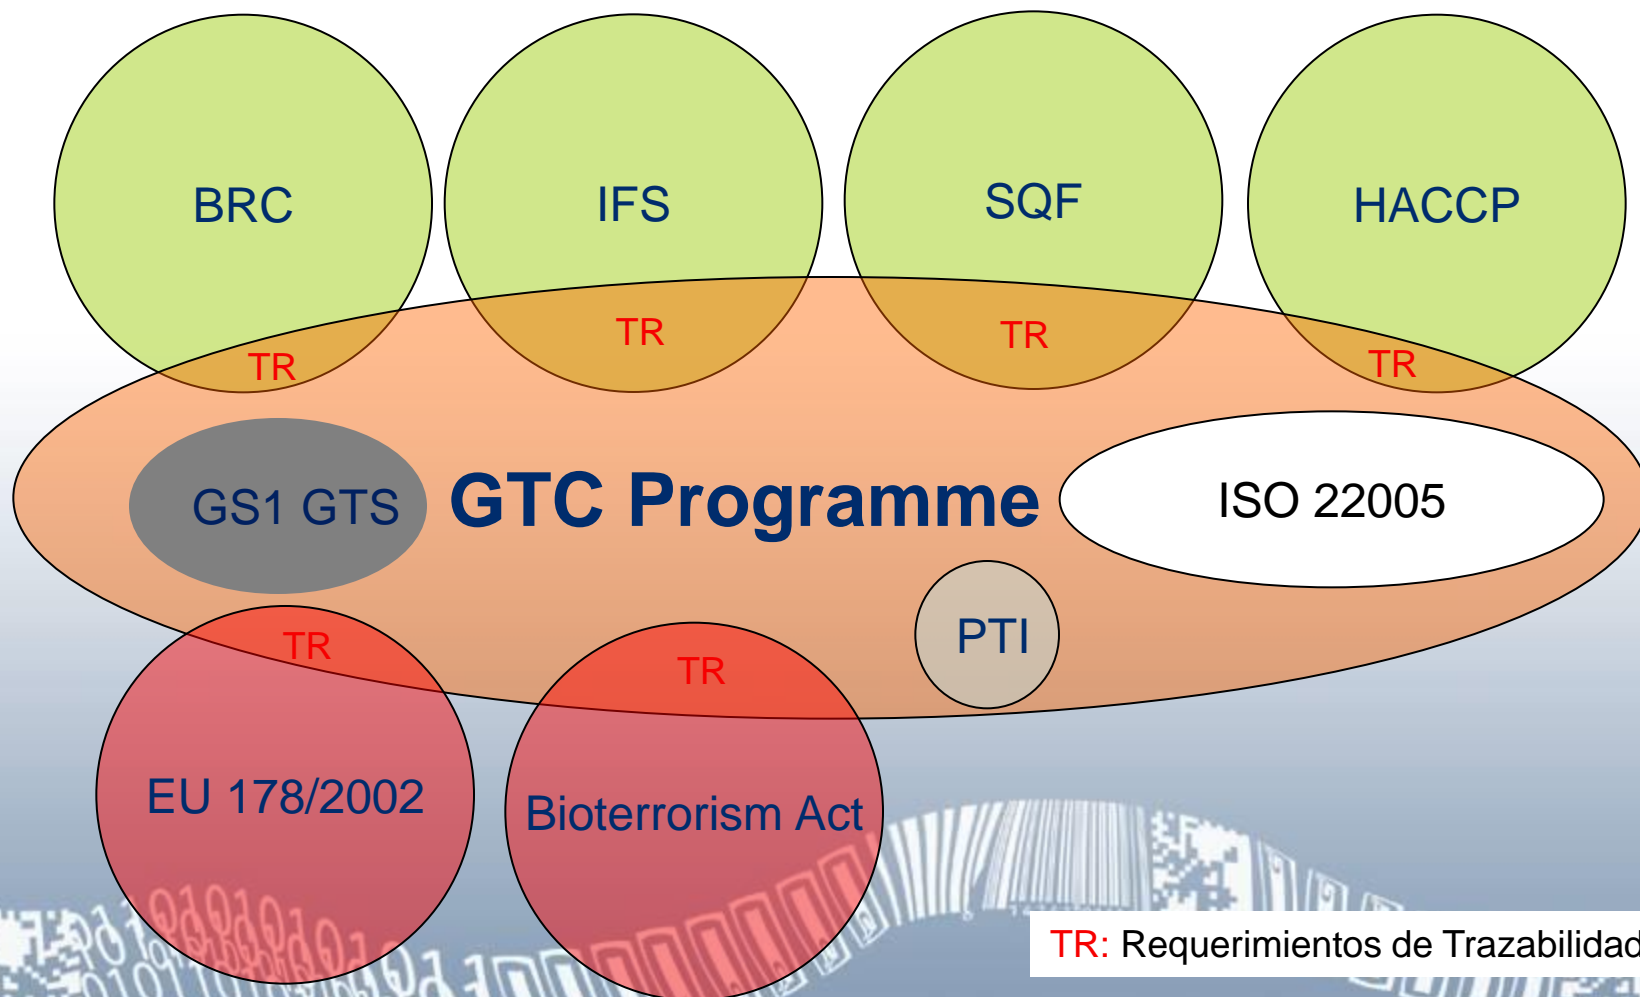 BRC
IFS
SQF
HACCP
TR
TR
TR
TR
GS1 GTS
GTC Programme
ISO 22005
PTI
TR
TR
EU 178/2002
Bioterrorism Act
TR: Requerimientos de Trazabilidad